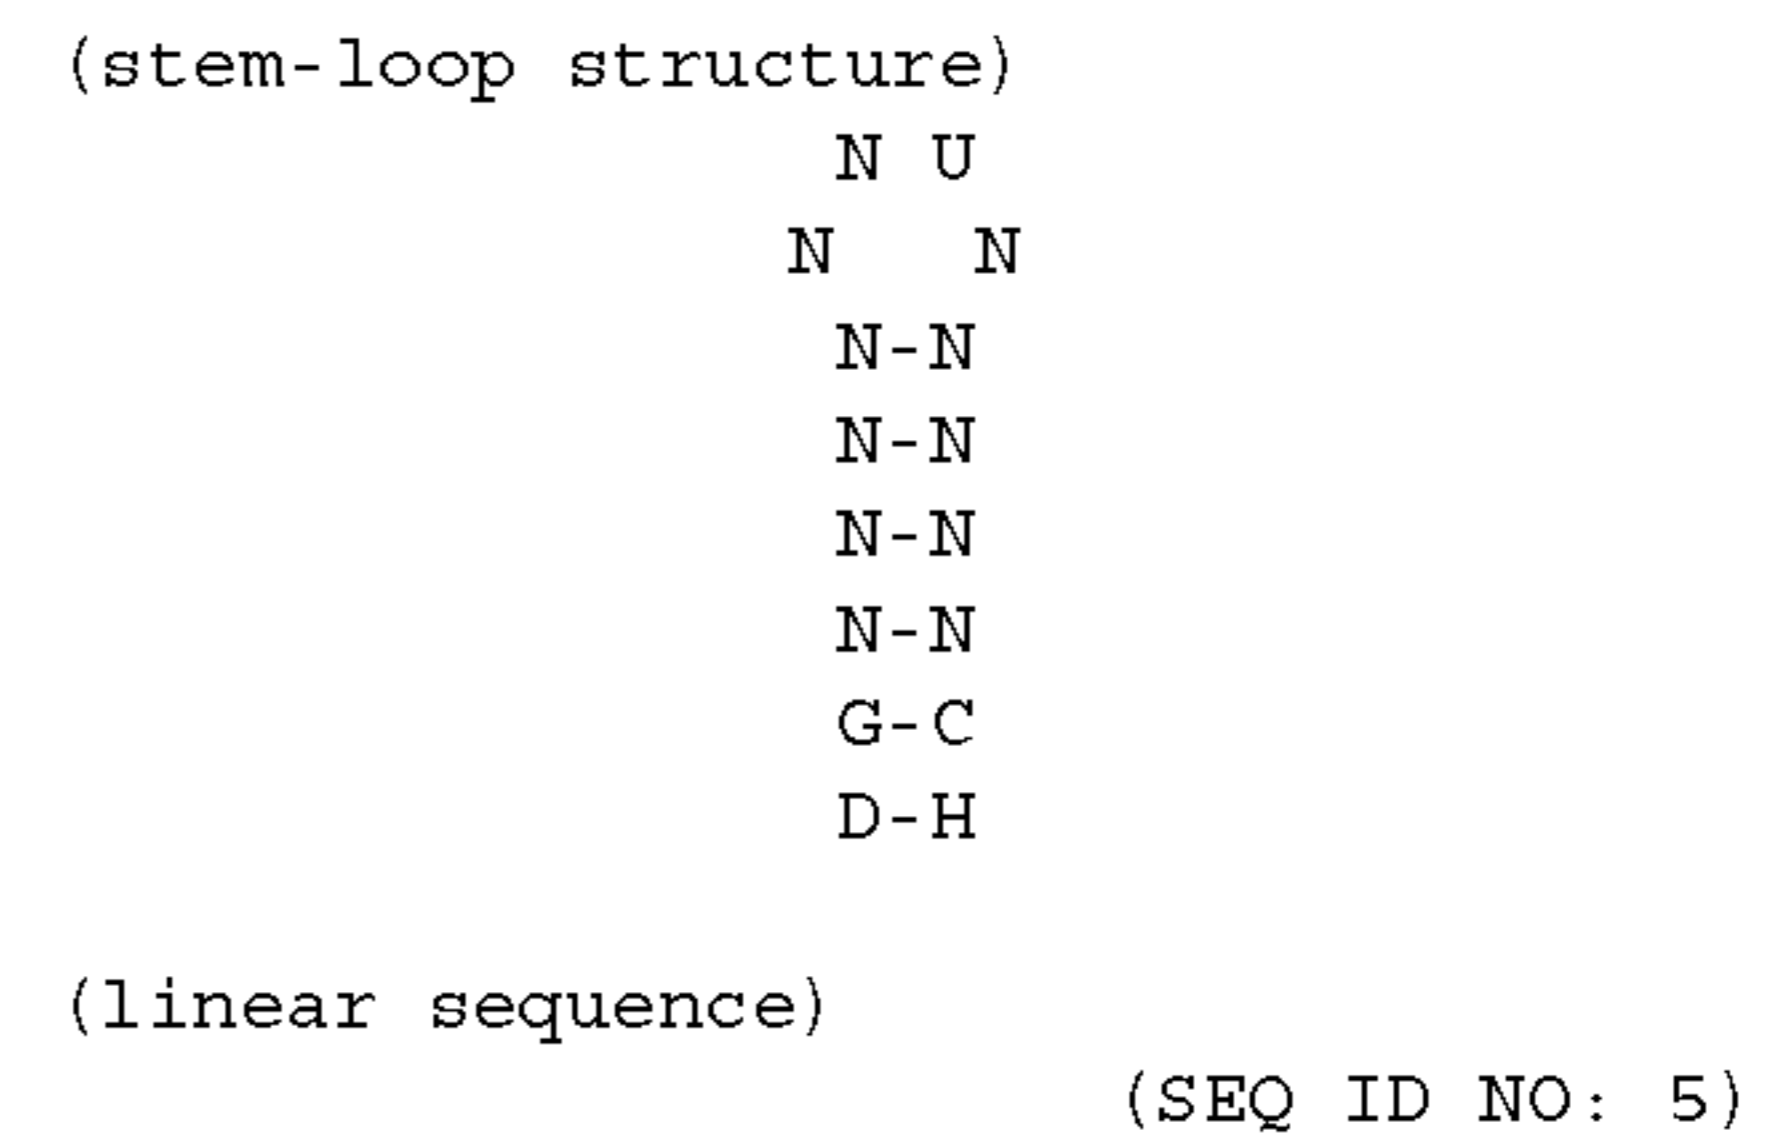 (stem-loop structure)
N U
N N
N-N
N-N
N-N
N-N
G-C
D-H
(linear sequence)
(SEQ ID NO: 5)